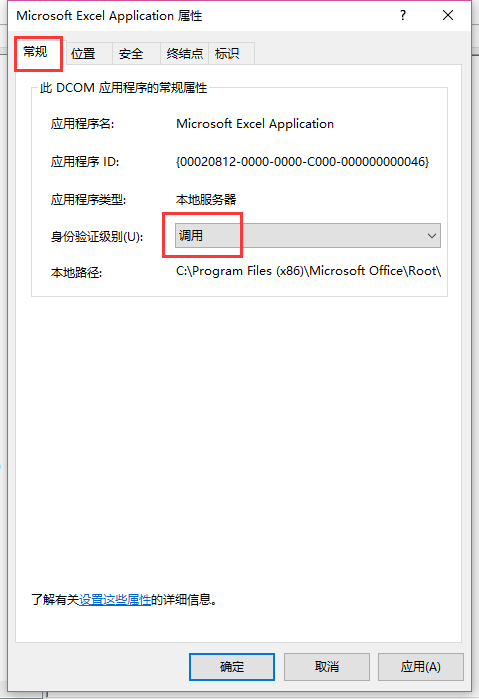 Microsoft Excel Application 属性
?
常规 位置 安全 终结点 标识
此 DCOM 应用程序的常规属性
应用程序名: Microsoft Excel Application
应用程序 ID: {00020812-0000-0000-C000-000000000046}
应用程序类型: 本地服务器
身份验证级别(U): 调用
本地路径: C:\Program Files (x86)\Microsoft Office\Root\
了解有关设置这些属性的详细信息。
确定 取消 应用(A)